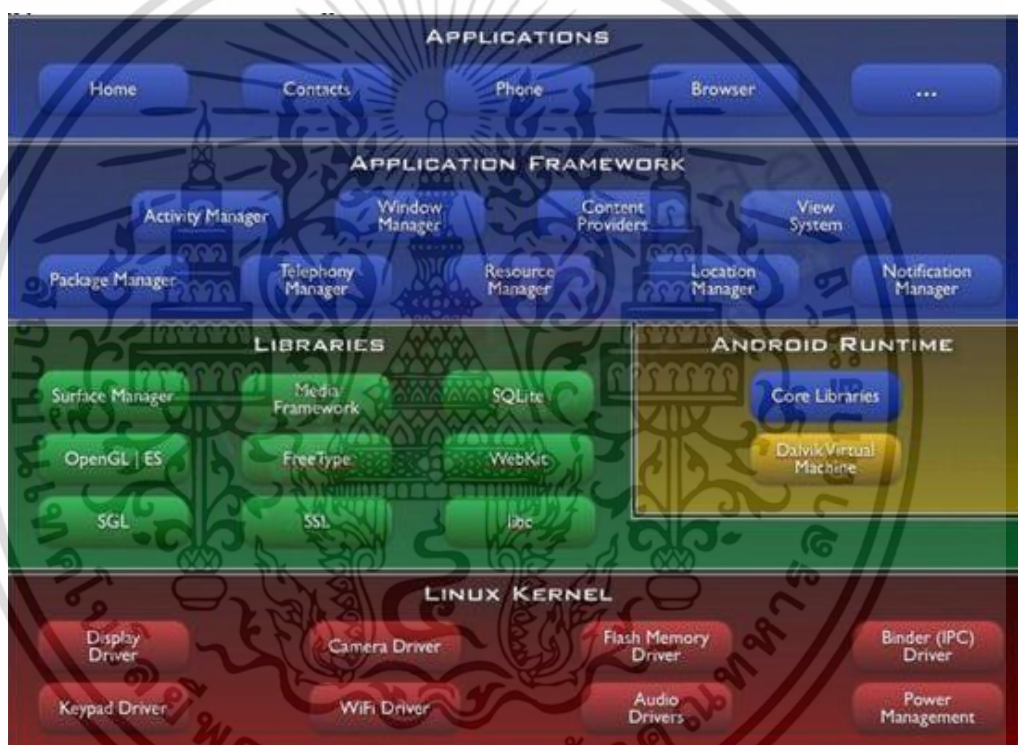 APPLICATIONS
Home Contacts Phone Browser ...
APPLICATION FRAMEWORK
Activity Manager Window Manager Content Providers View System
Package Manager Telephony Manager Resource Manager Location Manager Notification Manager
LIBRARIES
Surface Manager Media Framework SQLite
OpenGL | ES FreeType WebKit
SGL SSL libc
ANDROID RUNTIME
Core Libraries
Dalvik Virtual Machine
LINUX KERNEL
Display Driver Camera Driver Flash Memory Driver Binder (IPC) Driver
Keypad Driver WiFi Driver Audio Drivers Power Management